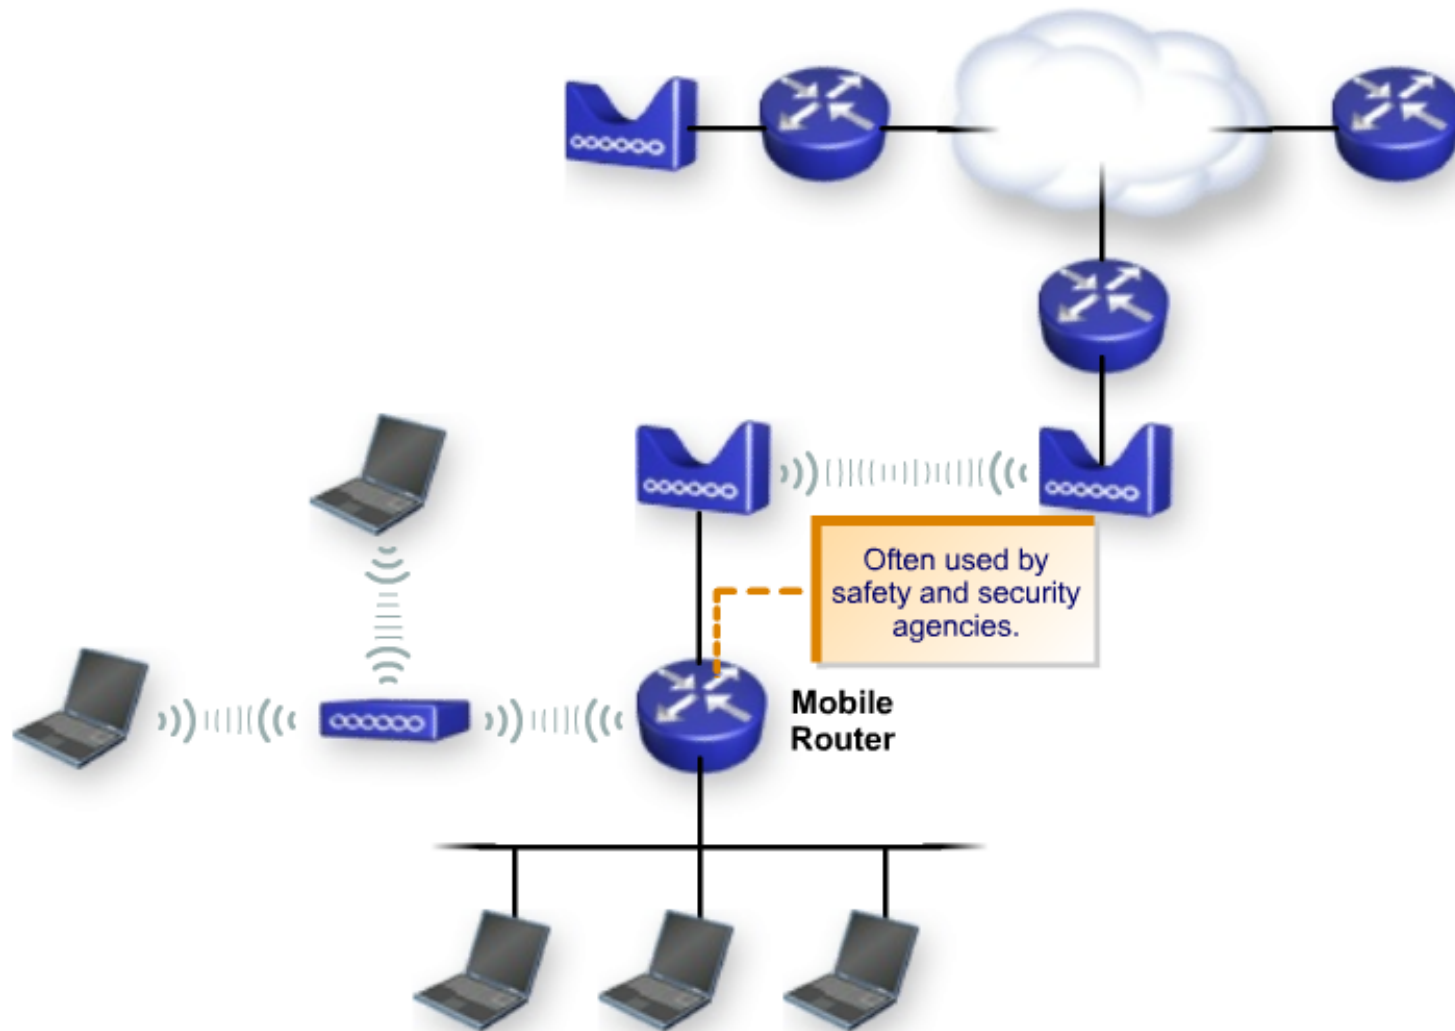 Often used by
safety and security
agencies.
Mobile
Router